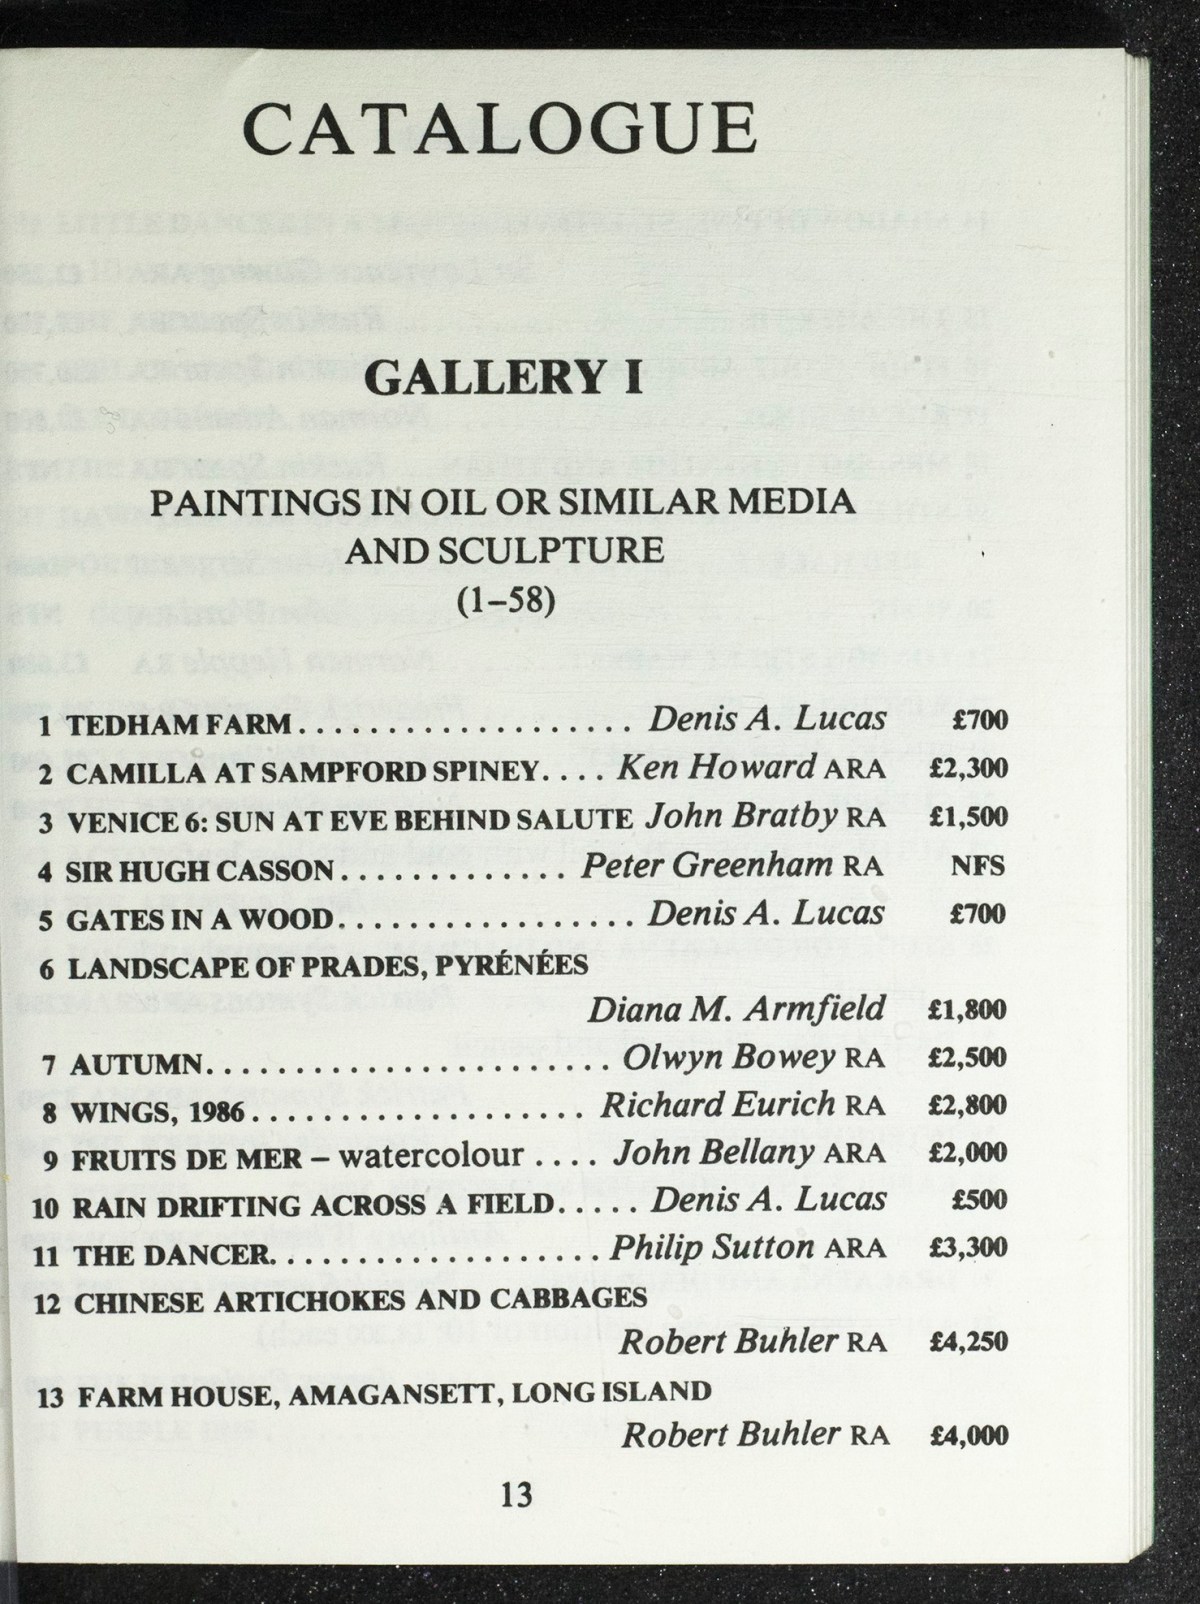 CATALOGUE
GALLERY I
PAINTINGS IN OIL OR SIMILAR MEDIA
AND SCULPTURE
(1–58)
1 TEDHAM FARM................... Denis A. Lucas £700
2 CAMILLA AT SAMPFORD SPINEY.... Ken Howard ARA £2,300
3 VENICE 6: SUN AT EVE BEHIND SALUTE John Bratby RA £1,500
4 SIR HUGH CASSON............. Peter Greenham RA NFS
5 GATES IN A WOOD................. Denis A. Lucas £700
6 LANDSCAPE OF PRADES, PYRÉNÉES
Diana M. Armfield £1,800
7 AUTUMN........................ Olwyn Bowey RA £2,500
8 WINGS, 1986.................... Richard Eurich RA £2,800
9 FRUITS DE MER – watercolour .... John Bellany ARA £2,000
10 RAIN DRIFTING ACROSS A FIELD..... Denis A. Lucas £500
11 THE DANCER................... Philip Sutton ARA £3,300
12 CHINESE ARTICHOKES AND CABBAGES
Robert Buhler RA £4,250
13 FARM HOUSE, AMAGANSETT, LONG ISLAND
Robert Buhler RA £4,000
13